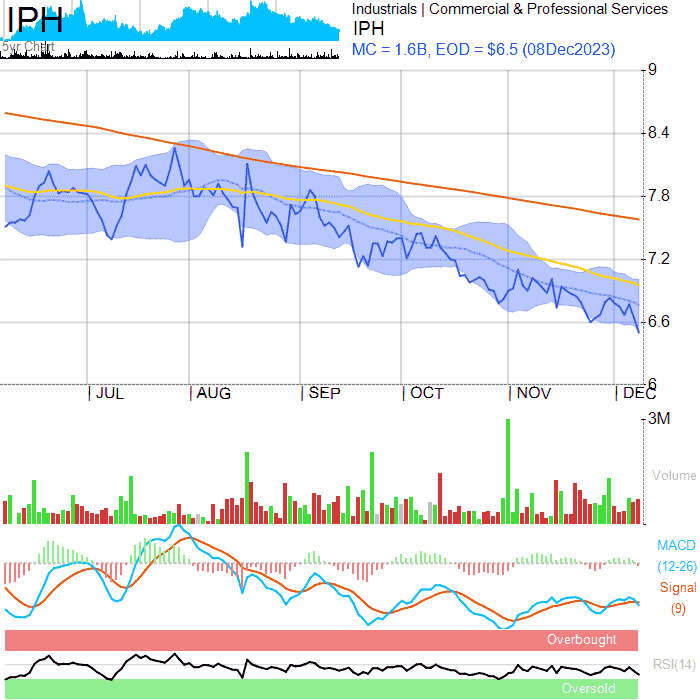 IPH
5yr Chart
Industrials | Commercial & Professional Services
IPH
MC = 1.6B, EOD = $6.5 (08Dec2023)
9
8.4
7.8
7.2
6.6
6
JUL
AUG
SEP
OCT
NOV
DEC
3M
Volume
MACD
(12-26)
Signal
(9)
Overbought
RSI(14)
Oversold